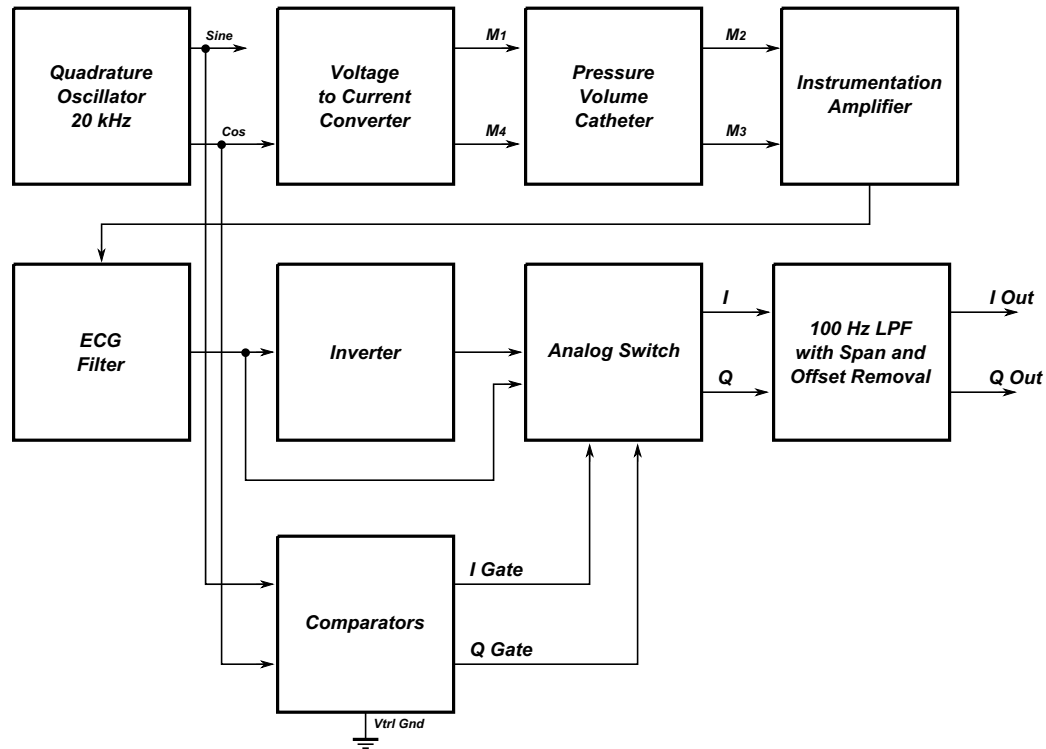 Quadrature
Oscillator
20 kHz
Sine
Cos
Voltage
to Current
Converter
M1
M4
Pressure
Volume
Catheter
M2
M3
Instrumentation
Amplifier
ECG
Filter
Inverter
Analog Switch
I
Q
100 Hz LPF
with Span and
Offset Removal
I Out
Q Out
Comparators
I Gate
Q Gate
Vtrl Gnd